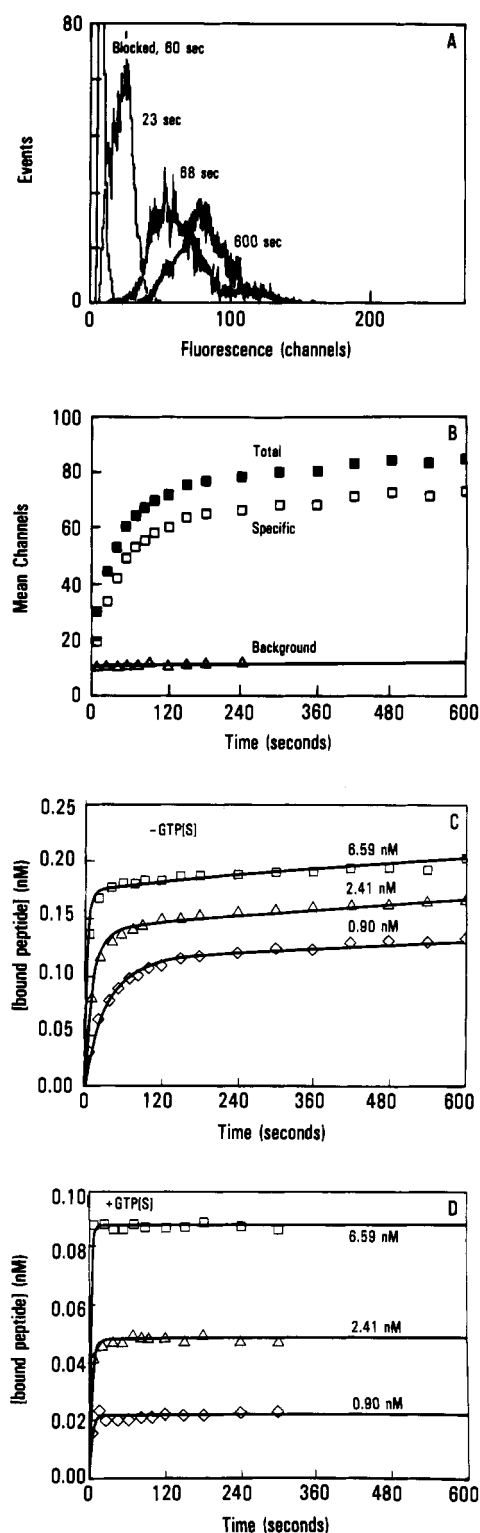 80
A
Blocked, 60 sec
23 sec
68 sec
600 sec
Events
0
0
100
200
Fluorescence (channels)
100
B
80
60
40
20
0
Total
Specific
Background
Mean Channels
0
120
240
360
480
600
Time (seconds)
0.25
C
-GTP[S]
0.20
0.15
0.10
0.05
0.00
6.59 nM
2.41 nM
0.90 nM
[bound peptide] (nM)
0
120
240
360
480
600
Time (seconds)
0.10
+GTP[S]
D
0.08
0.06
0.04
0.02
0.00
6.59 nM
2.41 nM
0.90 nM
[bound peptide] (nM)
0
120
240
360
480
600
Time (seconds)